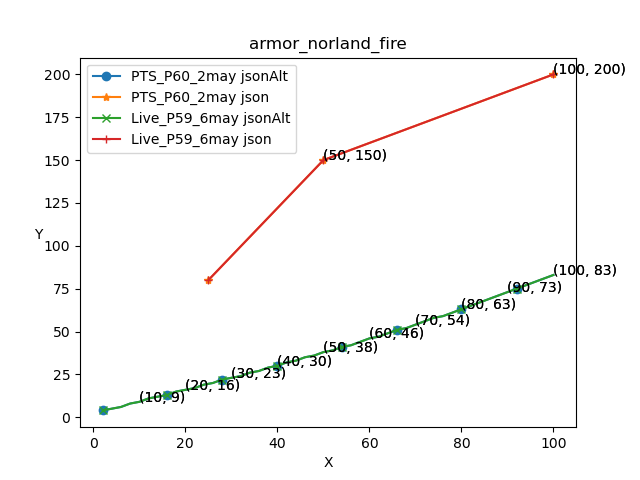 armor_norland_fire
PTS_P60_2may jsonAlt
PTS_P60_2may json
Live_P59_6may jsonAlt
Live_P59_6may json
(100, 200)
(50, 150)
(100, 83)
(90, 73)
(80, 63)
(70, 54)
(60, 46)
(50, 38)
(40, 30)
(30, 23)
(20, 16)
(10, 9)
Y
200
175
150
125
100
75
50
25
0
0 20 40 60 80 100
X